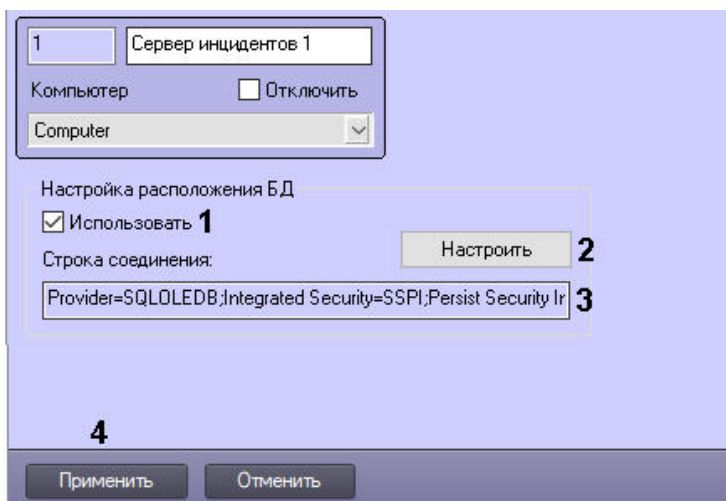 1 Сервер инцидентов 1
Компьютер Отключить
Computer
Настройка расположения БД
Использовать 1
Настроить 2
Строка соединения:
Provider=SQLOLEDB;Integrated Security=SSPI;Persist Security Ir 3
4
Применить Отменить